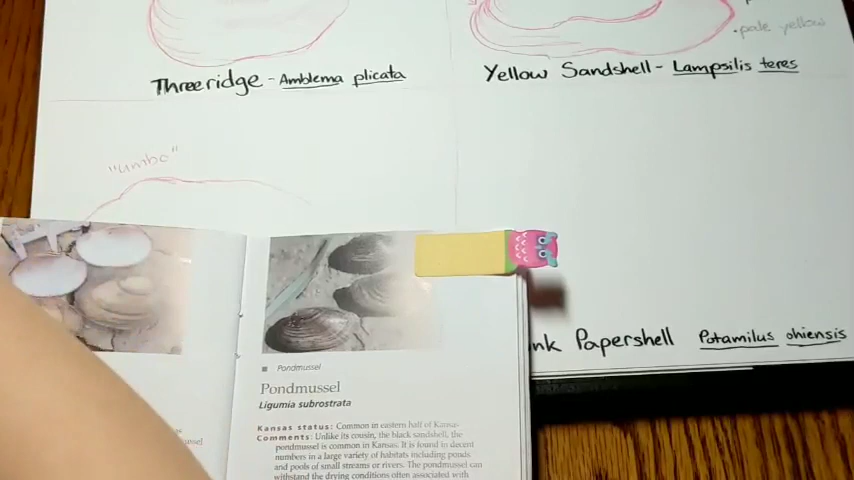 pale yellow
Threeridge - Amblema plicata
Yellow Sandshell - Lampsilis teres
"umbo"
nk Papershell Potamilus ohiensis
Pondmussel
Pondmussel
Ligumia subrostrata
Kansas status: Common in eastern half of Kansas
Comments: Unlike its cousin, the black sandshell, the
pondmussel is common in Kansas. It is found in decent
numbers in a large variety of habitats including ponds
and pools of small streams or rivers. The pondmussel can
withstand the drying conditions often associated with